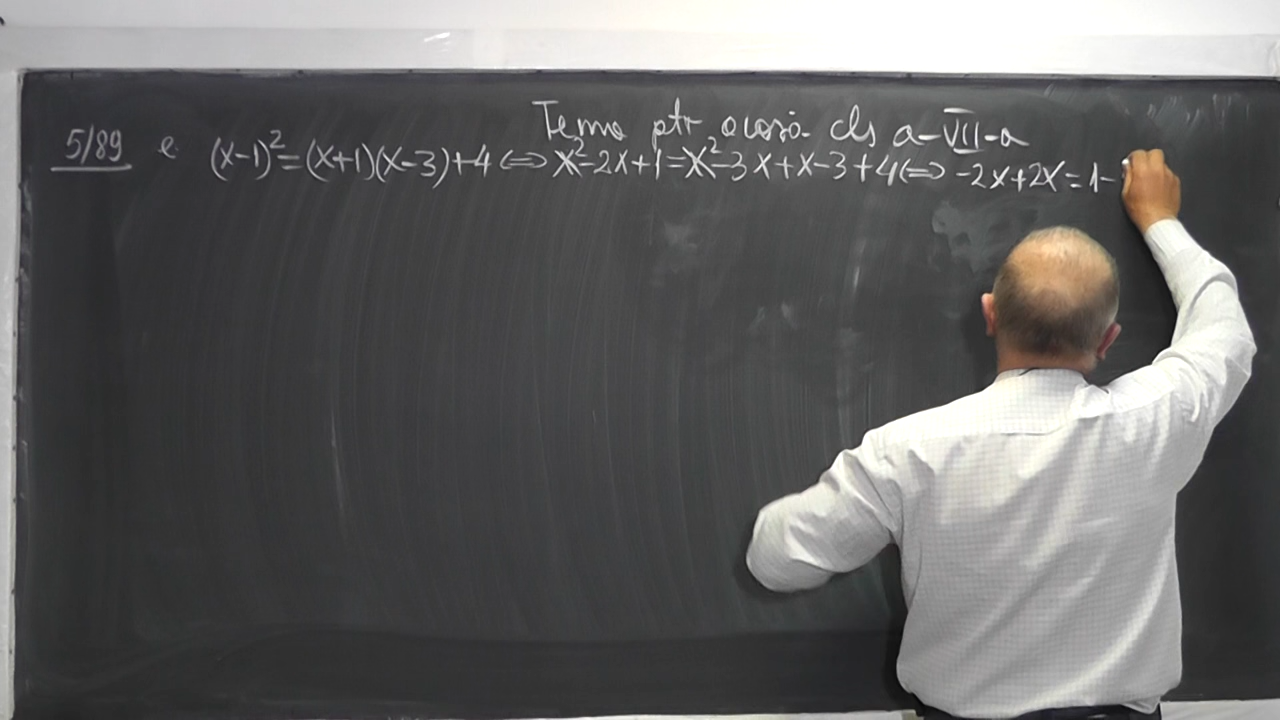 Tema ptr. acasă cls a-VII-a
5/89 e. (x-1)²=(x+1)(x-3)+4 ⇔ x²-2x+1=x²-3x+x-3+4 ⇔ -2x+2x=1-